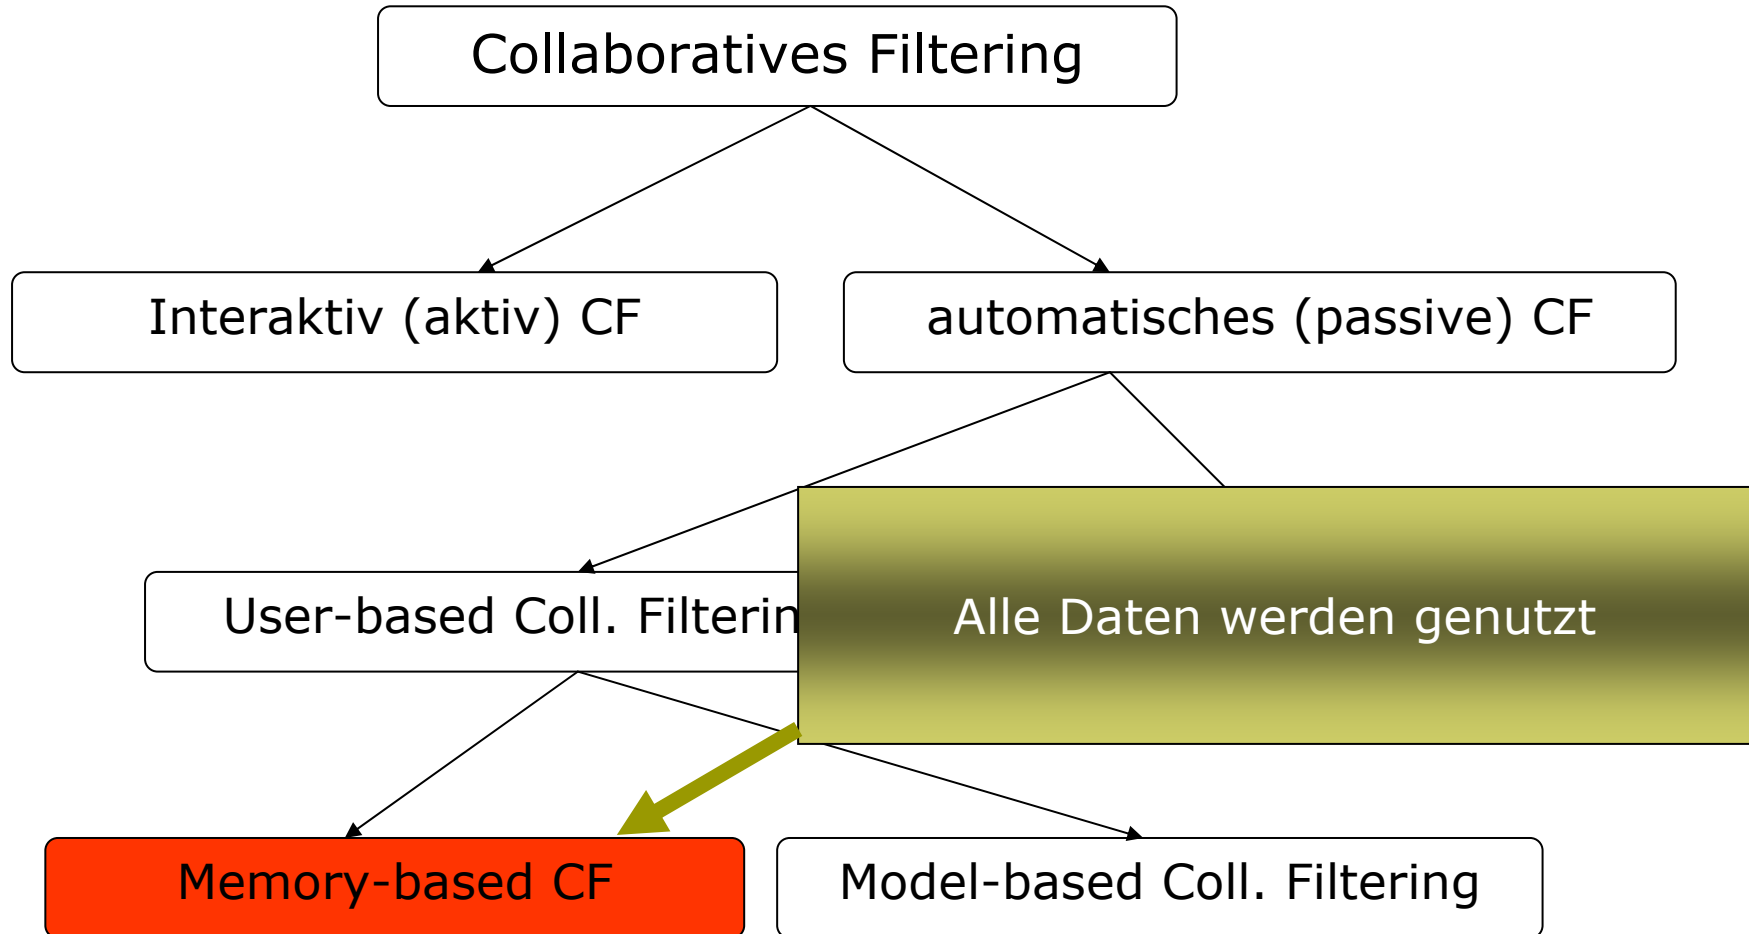 Collaboratives Filtering
Interaktiv (aktiv) CF
automatisches (passive) CF
User-based Coll. Filterin
Alle Daten werden genutzt
Memory-based CF
Model-based Coll. Filtering